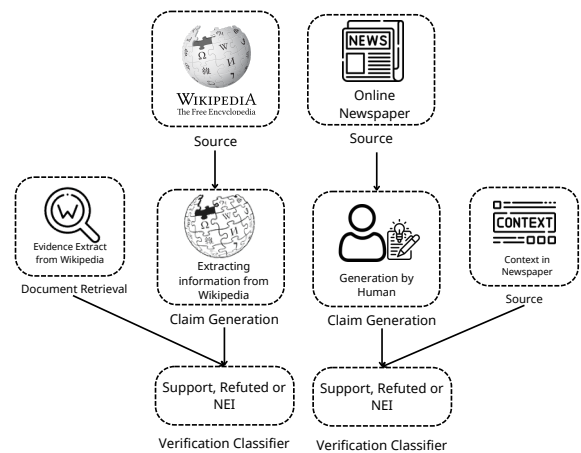 WIKIPEDIA
The Free Encyclopedia
Source
NEWS
Online
Newspaper
Source
W
Evidence Extract
from Wikipedia
Document Retrieval
Extracting
information from
Wikipedia
Claim Generation
Generation by
Human
Claim Generation
CONTEXT
Context in
Newspaper
Source
Support, Refuted or
NEI
Verification Classifier
Support, Refuted or
NEI
Verification Classifier